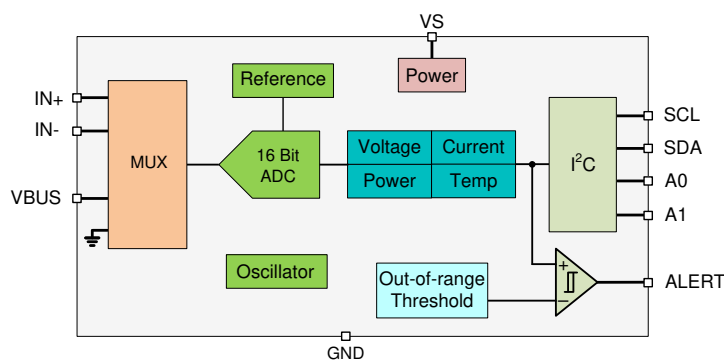 VS
Reference
Power
IN+
IN-
VBUS
MUX
16 Bit
ADC
Voltage
Current
Power
Temp
I²C
SCL
SDA
A0
A1
Oscillator
Out-of-range
Threshold
+
−
ALERT
GND